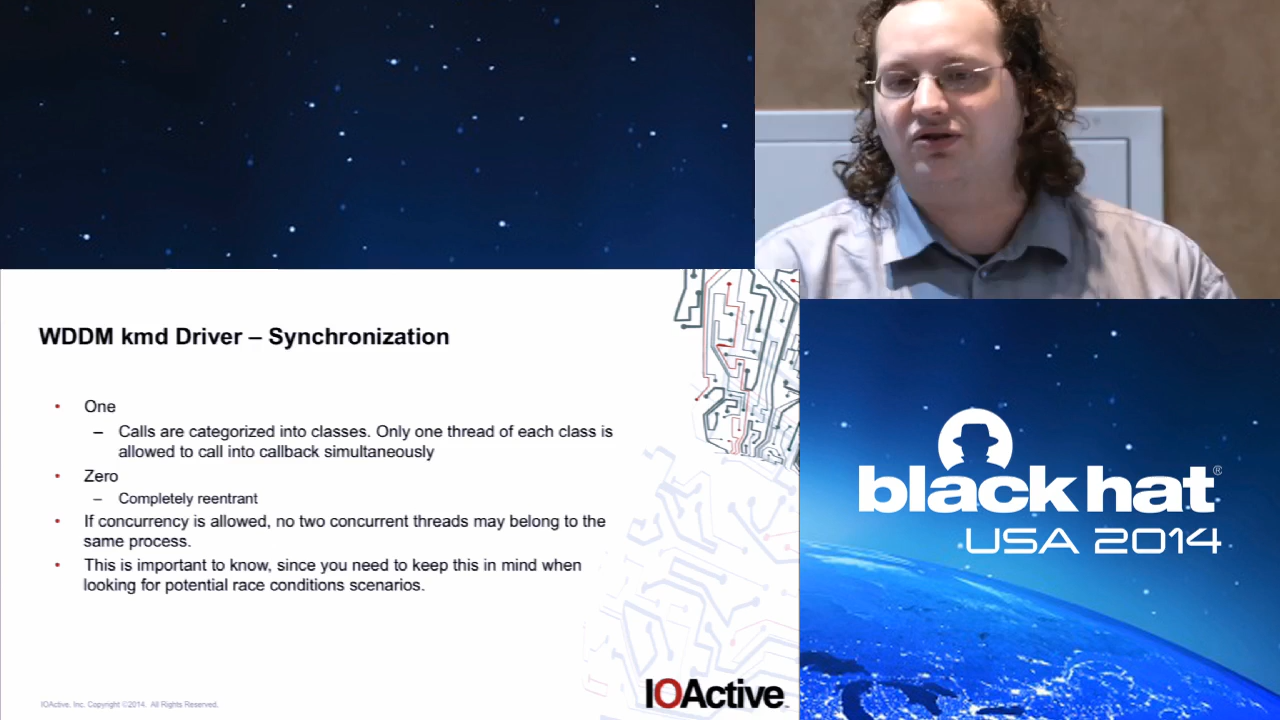 WDDM kmd Driver – Synchronization
• One
– Calls are categorized into classes. Only one thread of each class is
allowed to call into callback simultaneously
• Zero
– Completely reentrant
• If concurrency is allowed, no two concurrent threads may belong to the
same process.
• This is important to know, since you need to keep this in mind when
looking for potential race conditions scenarios.
IOActive, Inc. Copyright ©2014. All Rights Reserved.
IOActive
black hat®
USA 2014